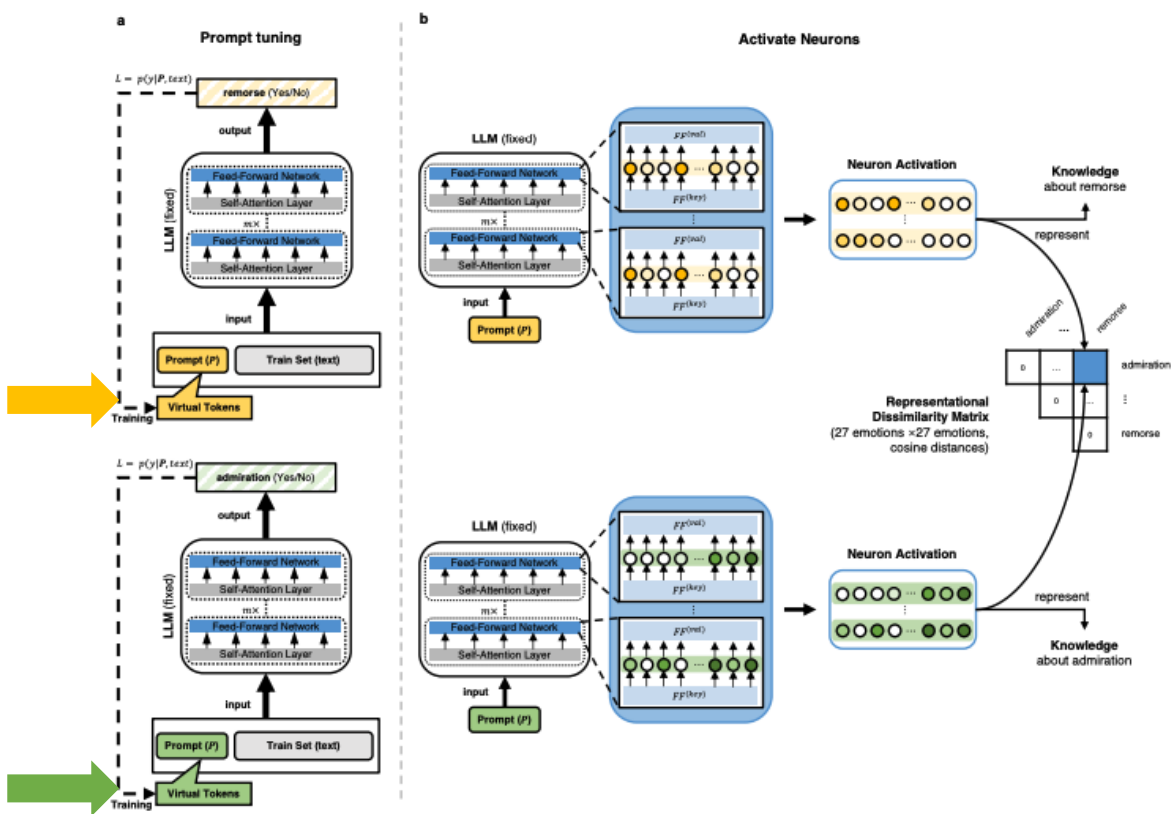 a
Prompt tuning
L = p(y|P, text)
remorse (Yes/No)
output
LLM (fixed)
Feed-Forward Network
Self-Attention Layer
m×
Feed-Forward Network
Self-Attention Layer
input
Prompt (P)
Train Set (text)
Training
Virtual Tokens
L = p(y|P, text)
admiration (Yes/No)
output
LLM (fixed)
Feed-Forward Network
Self-Attention Layer
m×
Feed-Forward Network
Self-Attention Layer
input
Prompt (P)
Train Set (text)
Training
Virtual Tokens
b
Activate Neurons
LLM (fixed)
Feed-Forward Network
Self-Attention Layer
m×
Feed-Forward Network
Self-Attention Layer
input
Prompt (P)
FF(val)
...
FF(key)
⋮
FF(val)
...
FF(key)
Neuron Activation
...
⋮
...
Knowledge
about remorse
represent
admiration
...
remorse
0 ...
admiration
0 ...
⋮
0
remorse
Representational
Dissimilarity Matrix
(27 emotions ×27 emotions,
cosine distances)
LLM (fixed)
Feed-Forward Network
Self-Attention Layer
m×
Feed-Forward Network
Self-Attention Layer
input
Prompt (P)
FF(val)
...
FF(key)
⋮
FF(val)
...
FF(key)
Neuron Activation
...
⋮
...
represent
Knowledge
about admiration